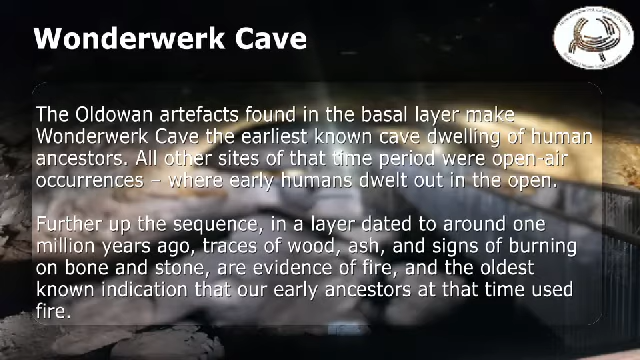 Wonderwerk Cave
The Oldowan artefacts found in the basal layer make
Wonderwerk Cave the earliest known cave dwelling of human
ancestors. All other sites of that time period were open-air
occurrences – where early humans dwelt out in the open.
Further up the sequence, in a layer dated to around one
million years ago, traces of wood, ash, and signs of burning
on bone and stone, are evidence of fire, and the oldest
known indication that our early ancestors at that time used
fire.